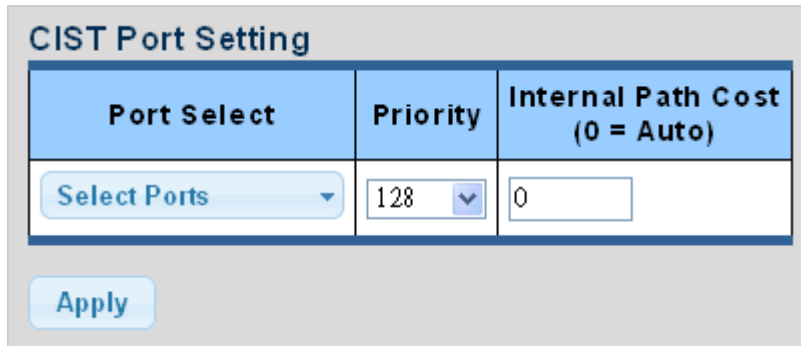 CIST Port Setting
Port Select Priority Internal Path Cost
(0 = Auto)
Select Ports 128 0
Apply